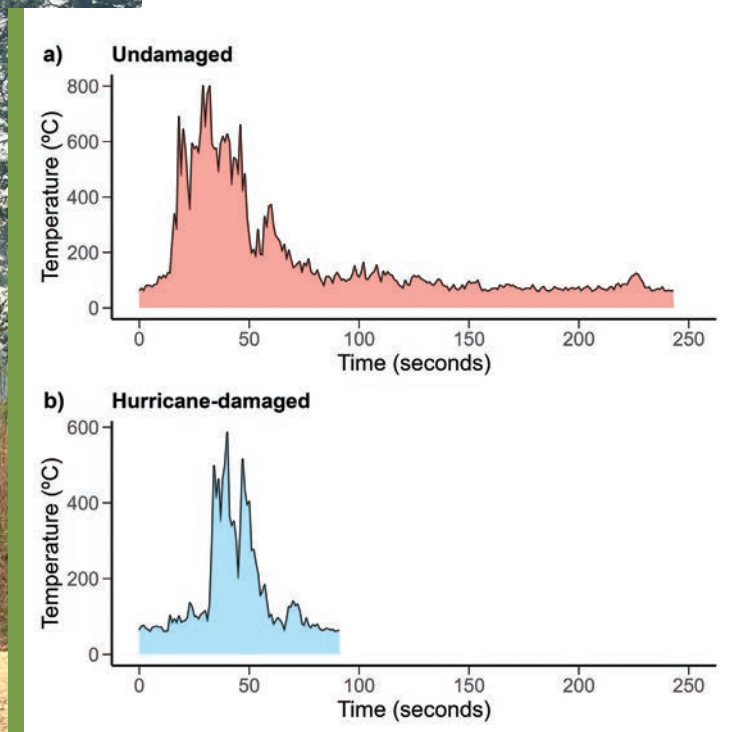 a) Undamaged
800
600
400
200
0
Temperature (ºC)
0 50 100 150 200 250
Time (seconds)
b) Hurricane-damaged
600
400
200
0
Temperature (ºC)
0 50 100 150 200 250
Time (seconds)